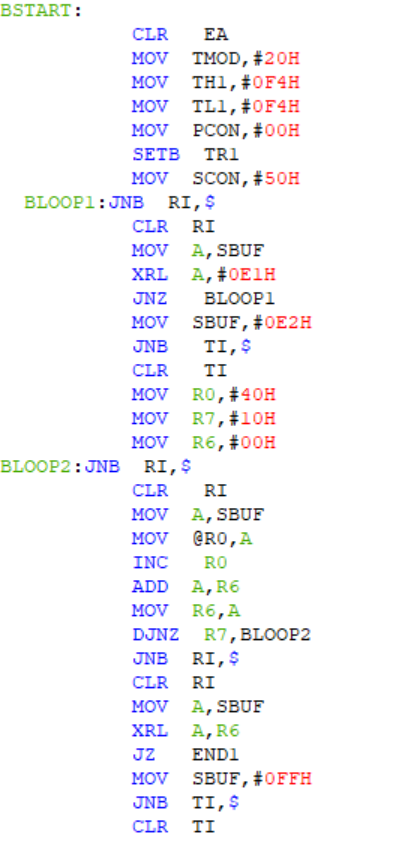 BSTART:
CLR EA
MOV TMOD,#20H
MOV TH1,#0F4H
MOV TL1,#0F4H
MOV PCON,#00H
SETB TR1
MOV SCON,#50H
BLOOP1:JNB RI,$
CLR RI
MOV A,SBUF
XRL A,#0E1H
JNZ BLOOP1
MOV SBUF,#0E2H
JNB TI,$
CLR TI
MOV R0,#40H
MOV R7,#10H
MOV R6,#00H
BLOOP2:JNB RI,$
CLR RI
MOV A,SBUF
MOV @R0,A
INC R0
ADD A,R6
MOV R6,A
DJNZ R7,BLOOP2
JNB RI,$
CLR RI
MOV A,SBUF
XRL A,R6
JZ END1
MOV SBUF,#0FFH
JNB TI,$
CLR TI